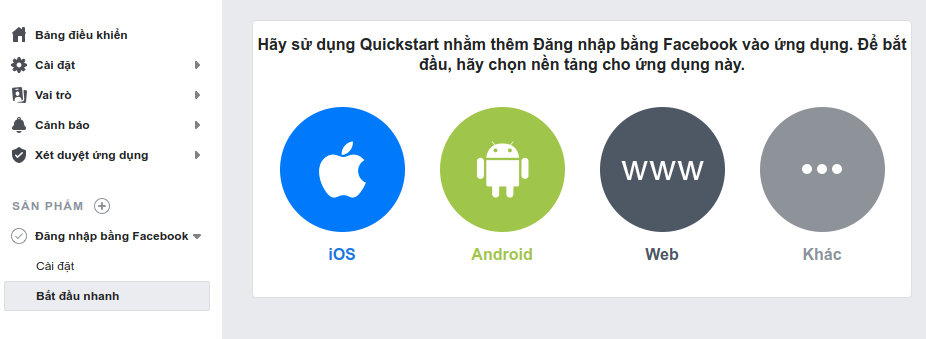 Bảng điều khiển
Cài đặt
Vai trò
Cảnh báo
Xét duyệt ứng dụng
SẢN PHẨM
Đăng nhập bằng Facebook
Cài đặt
Bắt đầu nhanh
Hãy sử dụng Quickstart nhằm thêm Đăng nhập bằng Facebook vào ứng dụng. Để bắt
đầu, hãy chọn nền tảng cho ứng dụng này.
WWW
iOS
Android
Web
Khác